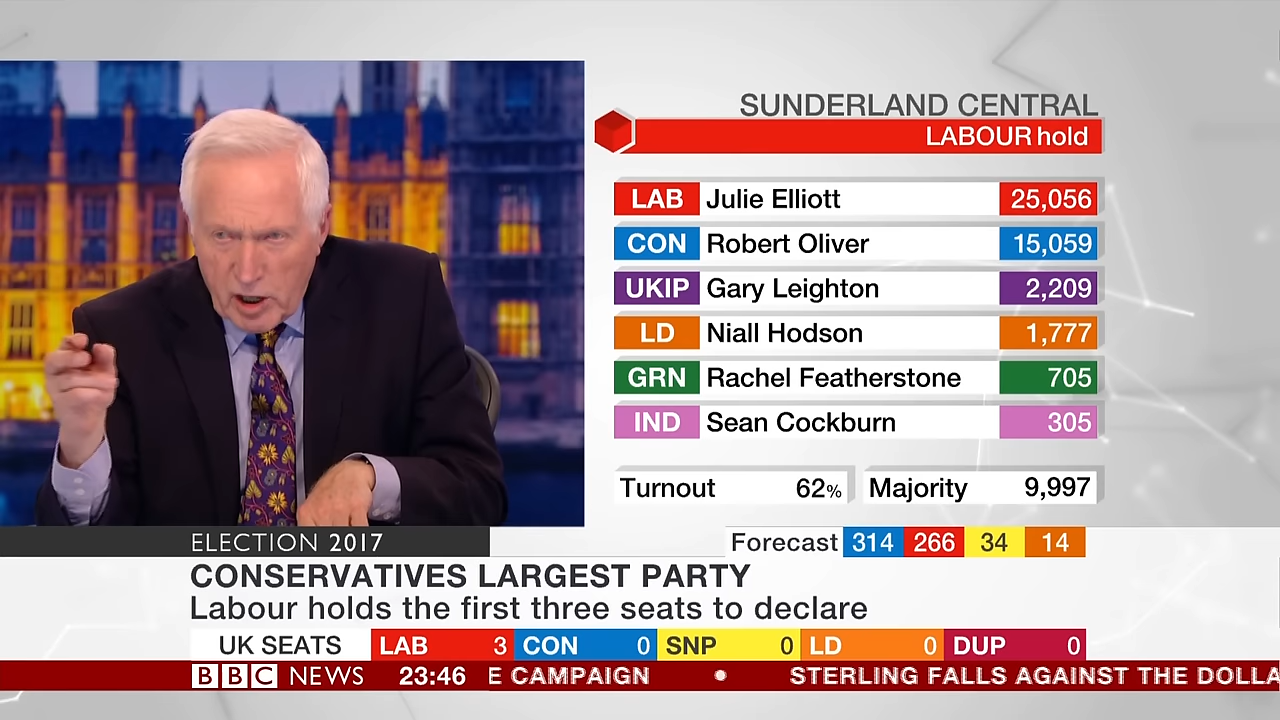 SUNDERLAND CENTRAL
LABOUR hold
LAB Julie Elliott 25,056
CON Robert Oliver 15,059
UKIP Gary Leighton 2,209
LD Niall Hodson 1,777
GRN Rachel Featherstone 705
IND Sean Cockburn 305
Turnout 62% Majority 9,997
ELECTION 2017 Forecast 314 266 34 14
CONSERVATIVES LARGEST PARTY
Labour holds the first three seats to declare
UK SEATS LAB 3 CON 0 SNP 0 LD 0 DUP 0
BBC NEWS 23:46 E CAMPAIGN • STERLING FALLS AGAINST THE DOLLA